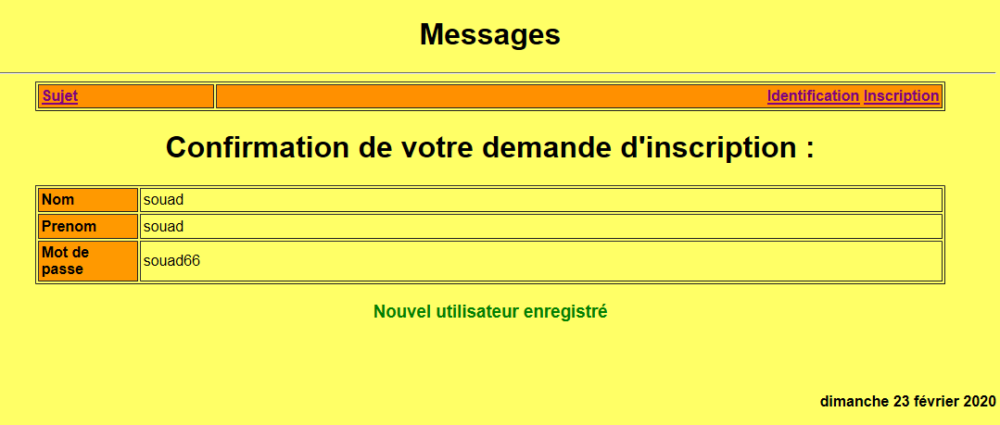 Messages
Sujet
Identification Inscription
Confirmation de votre demande d'inscription :
Nom souad
Prenom souad
Mot de
passe
souad66
Nouvel utilisateur enregistré
dimanche 23 février 2020